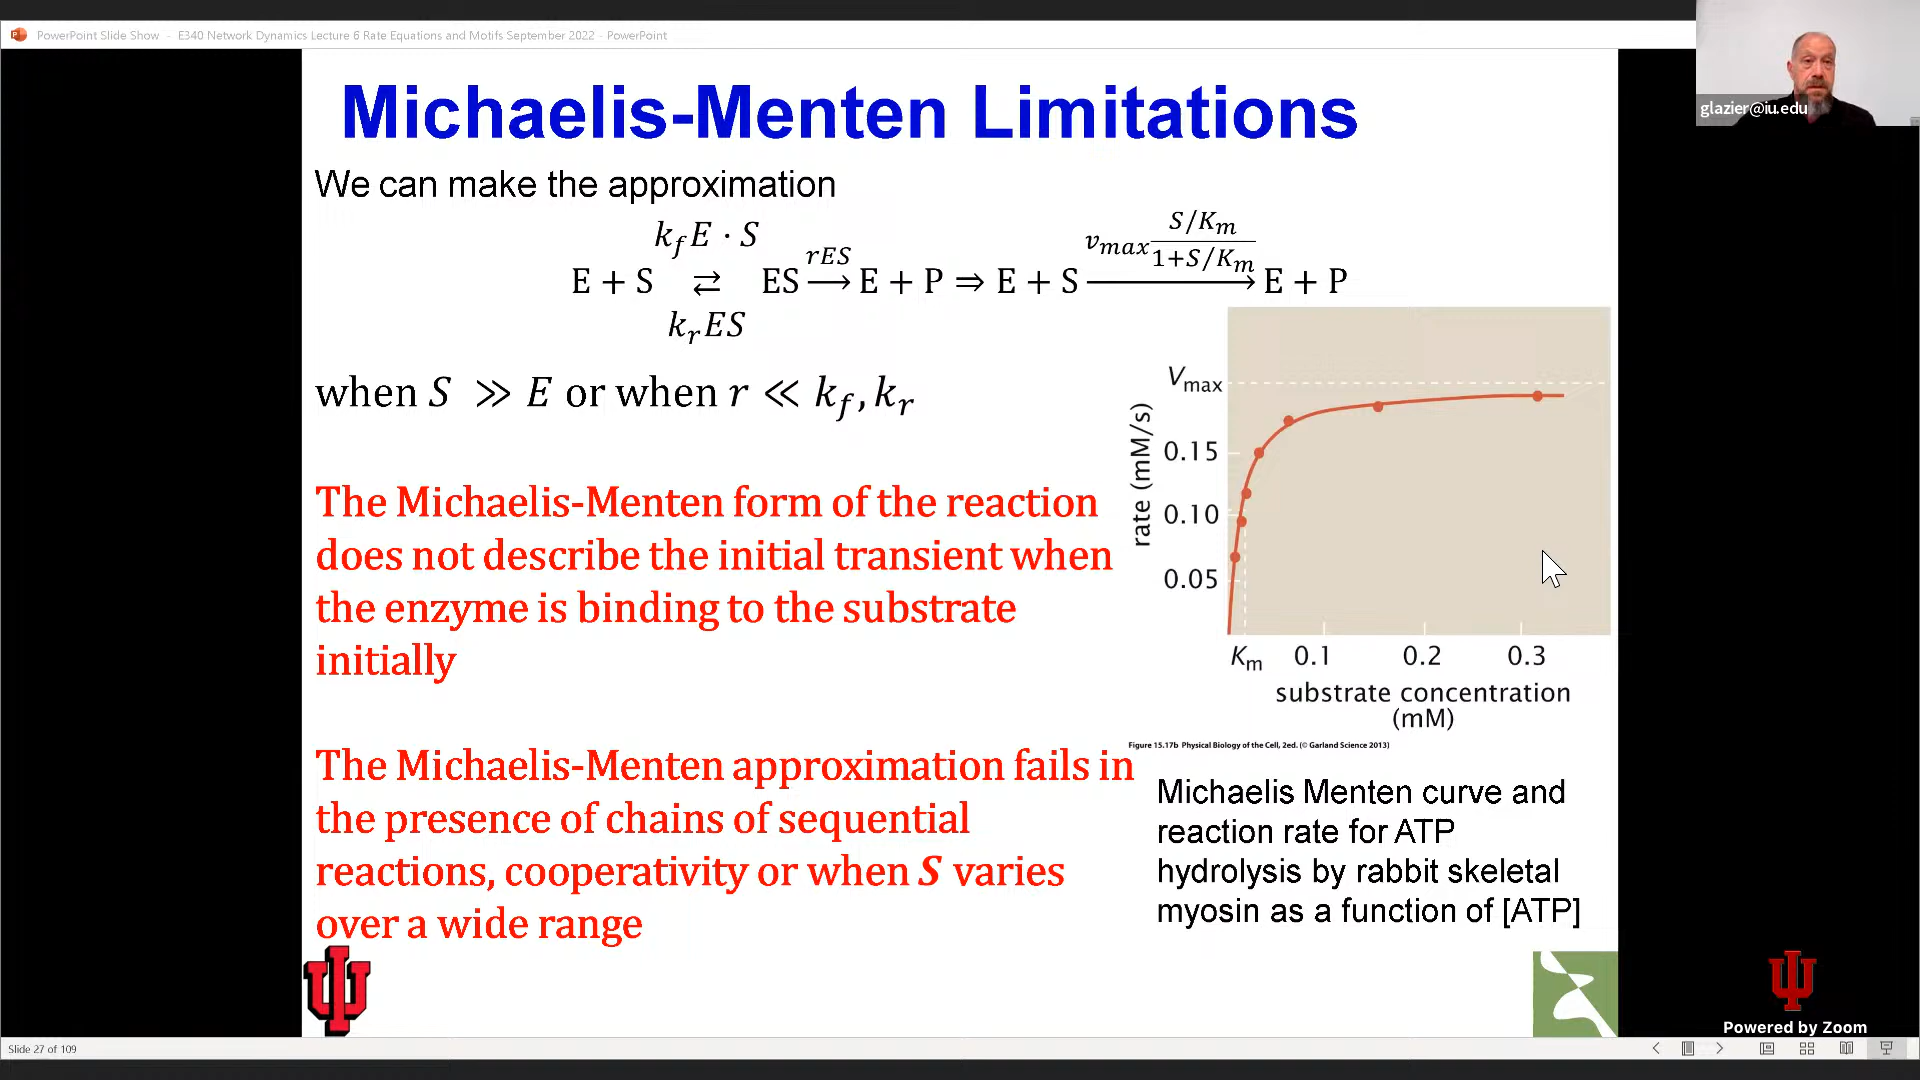 PowerPoint Slide Show - E340 Network Dynamics Lecture 6 Rate Equations and Motifs September 2022 - PowerPoint
glazier@iu.edu
Michaelis-Menten Limitations
We can make the approximation
k_f E · S
E + S ⇄ ES ⟶ E + P ⇒ E + S ⟶ E + P
rES
v_max (S/K_m)/(1+S/K_m)
k_r ES
when S ≫ E or when r ≪ k_f, k_r
The Michaelis-Menten form of the reaction
does not describe the initial transient when
the enzyme is binding to the substrate
initially
The Michaelis-Menten approximation fails in
the presence of chains of sequential
reactions, cooperativity or when S varies
over a wide range
V_max
rate (mM/s)
0.15
0.10
0.05
K_m 0.1 0.2 0.3
substrate concentration
(mM)
Figure 15.17b Physical Biology of the Cell, 2ed. (© Garland Science 2013)
Michaelis Menten curve and
reaction rate for ATP
hydrolysis by rabbit skeletal
myosin as a function of [ATP]
Powered by Zoom
Slide 27 of 109